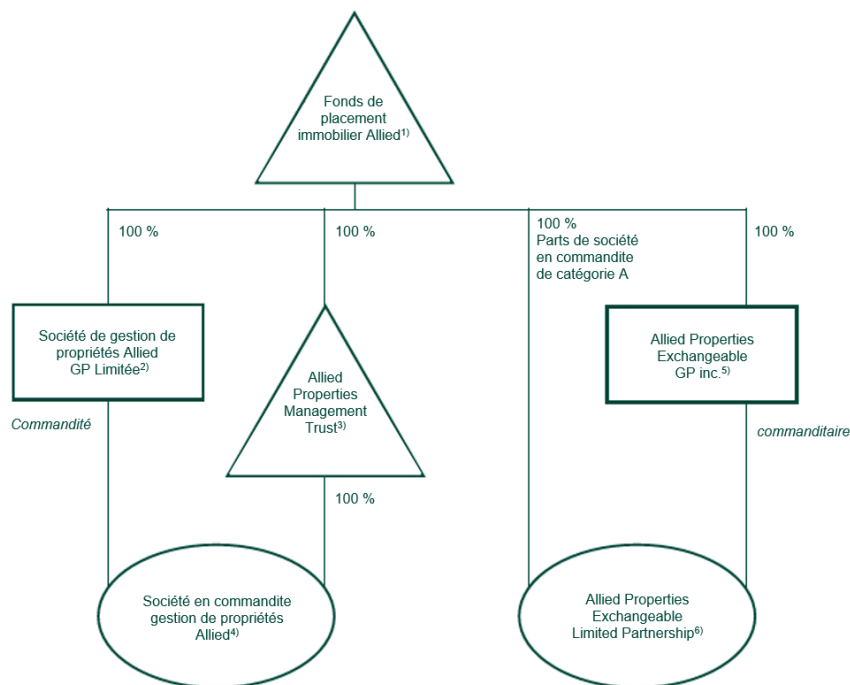 Fonds de
placement
immobilier Allied1)
100 %
100 %
100 %
Parts de société
en commandite
de catégorie A
100 %
Société de gestion de
propriétés Allied
GP Limitée2)
Allied
Properties
Management
Trust3)
Allied Properties
Exchangeable
GP inc.5)
Commandité
commanditaire
100 %
Société en commandite
gestion de propriétés
Allied4)
Allied Properties
Exchangeable
Limited Partnership6)